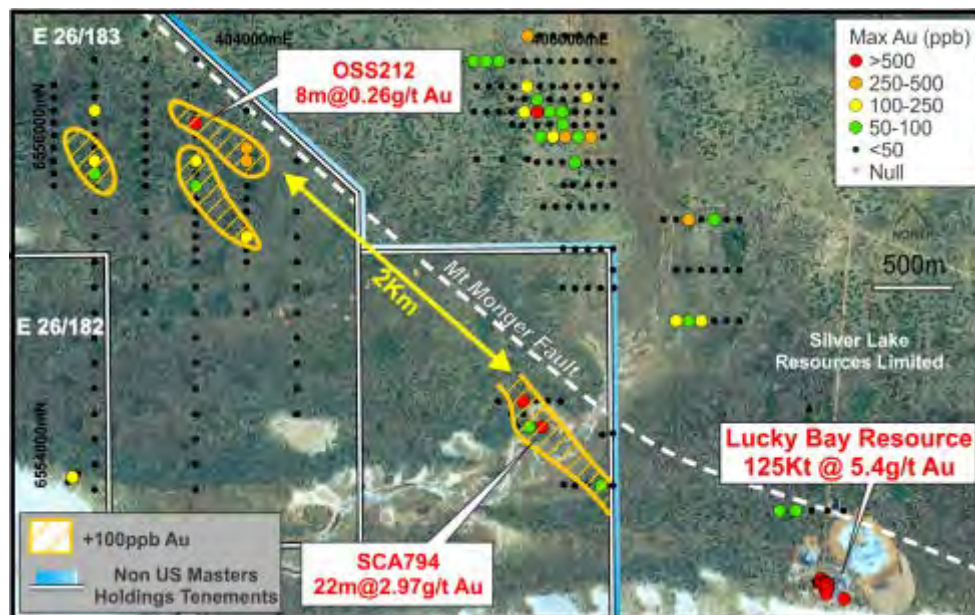 E 26/183
404000mE
406000mE
Max Au (ppb)
>500
250-500
100-250
50-100
<50
Null
OSS212
8m@0.26g/t Au
6556000mN
NORTH
500m
2Km
Mt Monger Fault
E 26/182
Silver Lake
Resources Limited
6554000mN
Lucky Bay Resource
125Kt @ 5.4g/t Au
+100ppb Au
Non US Masters
Holdings Tenements
SCA794
22m@2.97g/t Au